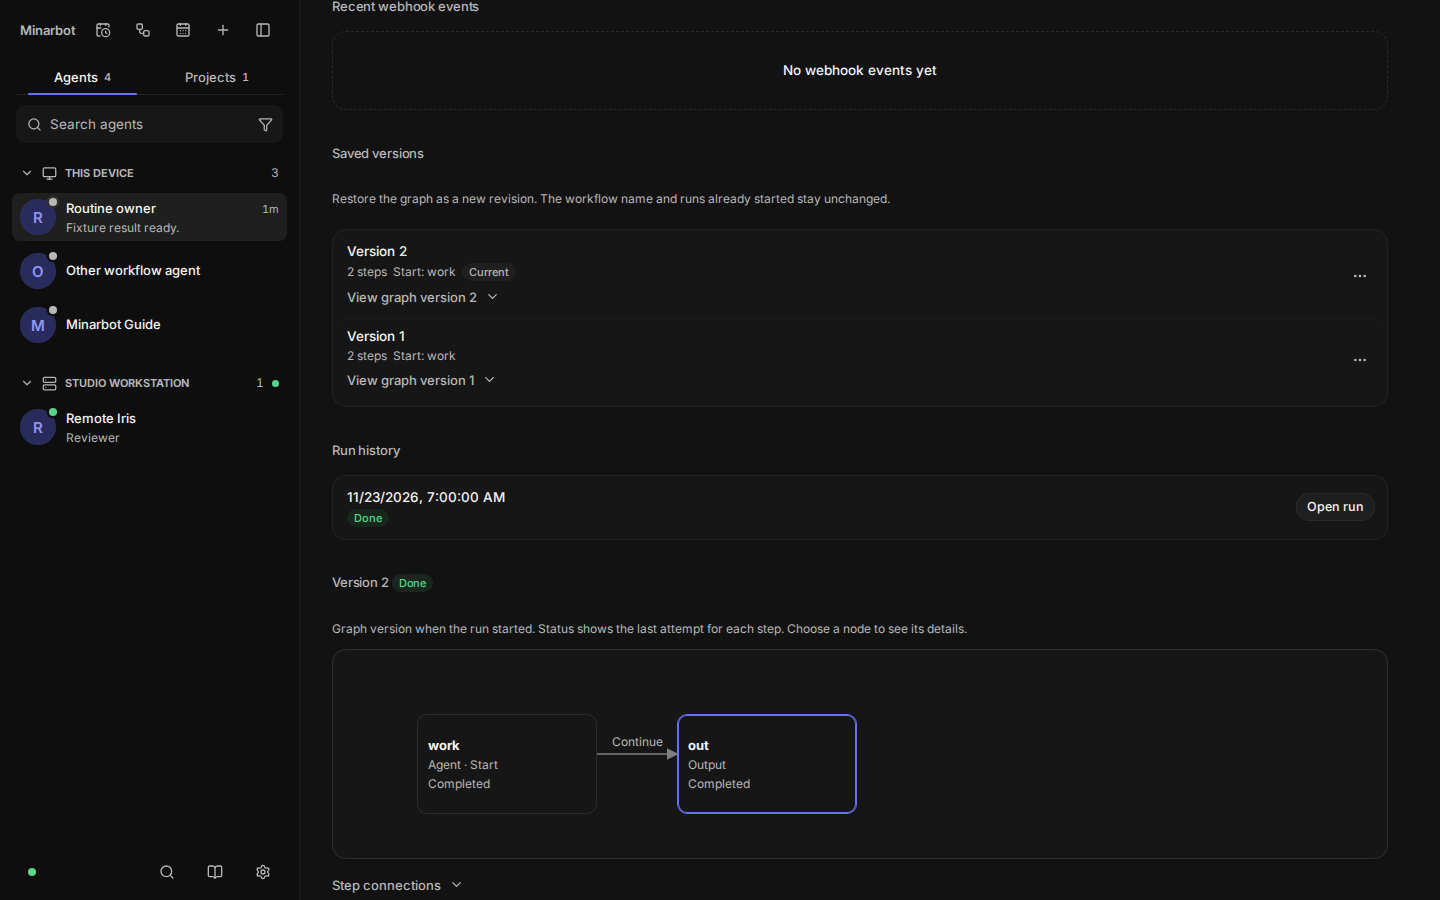 Minarbot
Agents 4
Projects 1
Search agents
THIS DEVICE 3
R
Routine owner 1m
Fixture result ready.
O
Other workflow agent
M
Minarbot Guide
STUDIO WORKSTATION 1
R
Remote Iris
Reviewer
Recent webhook events
No webhook events yet
Saved versions
Restore the graph as a new revision. The workflow name and runs already started stay unchanged.
Version 2
2 steps Start: work Current
View graph version 2
Version 1
2 steps Start: work
View graph version 1
Run history
11/23/2026, 7:00:00 AM
Done
Open run
Version 2 Done
Graph version when the run started. Status shows the last attempt for each step. Choose a node to see its details.
work
Agent · Start
Completed
Continue
out
Output
Completed
Step connections